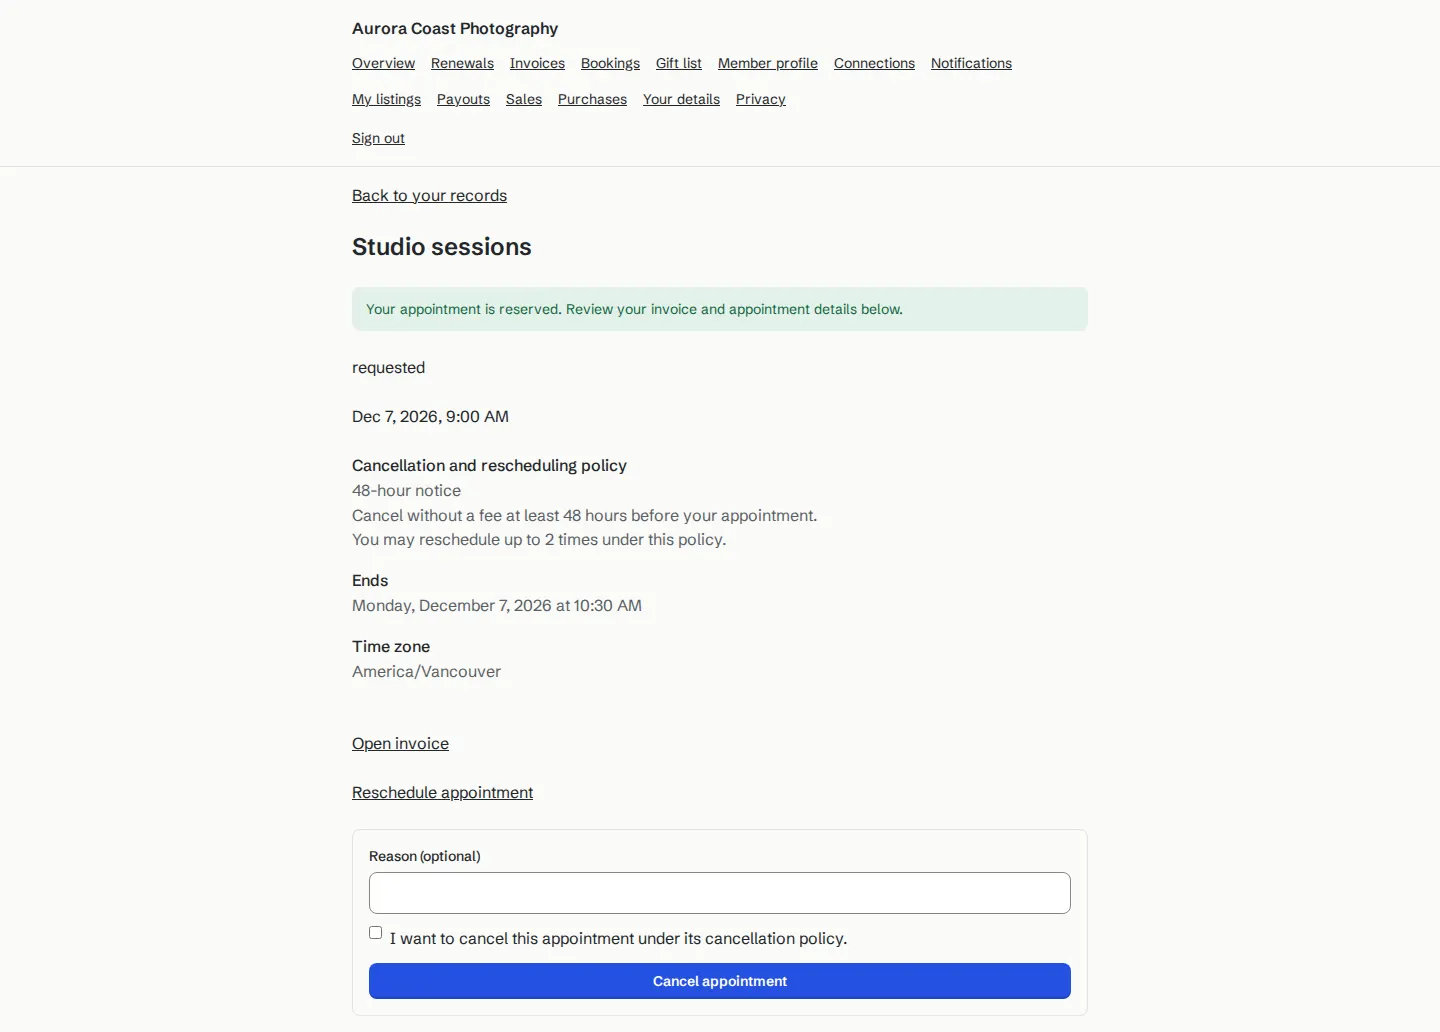 Aurora Coast Photography
Overview Renewals Invoices Bookings Gift list Member profile Connections Notifications
My listings Payouts Sales Purchases Your details Privacy
Sign out
Back to your records
Studio sessions
Your appointment is reserved. Review your invoice and appointment details below.
requested
Dec 7, 2026, 9:00 AM
Cancellation and rescheduling policy
48-hour notice
Cancel without a fee at least 48 hours before your appointment.
You may reschedule up to 2 times under this policy.
Ends
Monday, December 7, 2026 at 10:30 AM
Time zone
America/Vancouver
Open invoice
Reschedule appointment
Reason (optional)
I want to cancel this appointment under its cancellation policy.
Cancel appointment